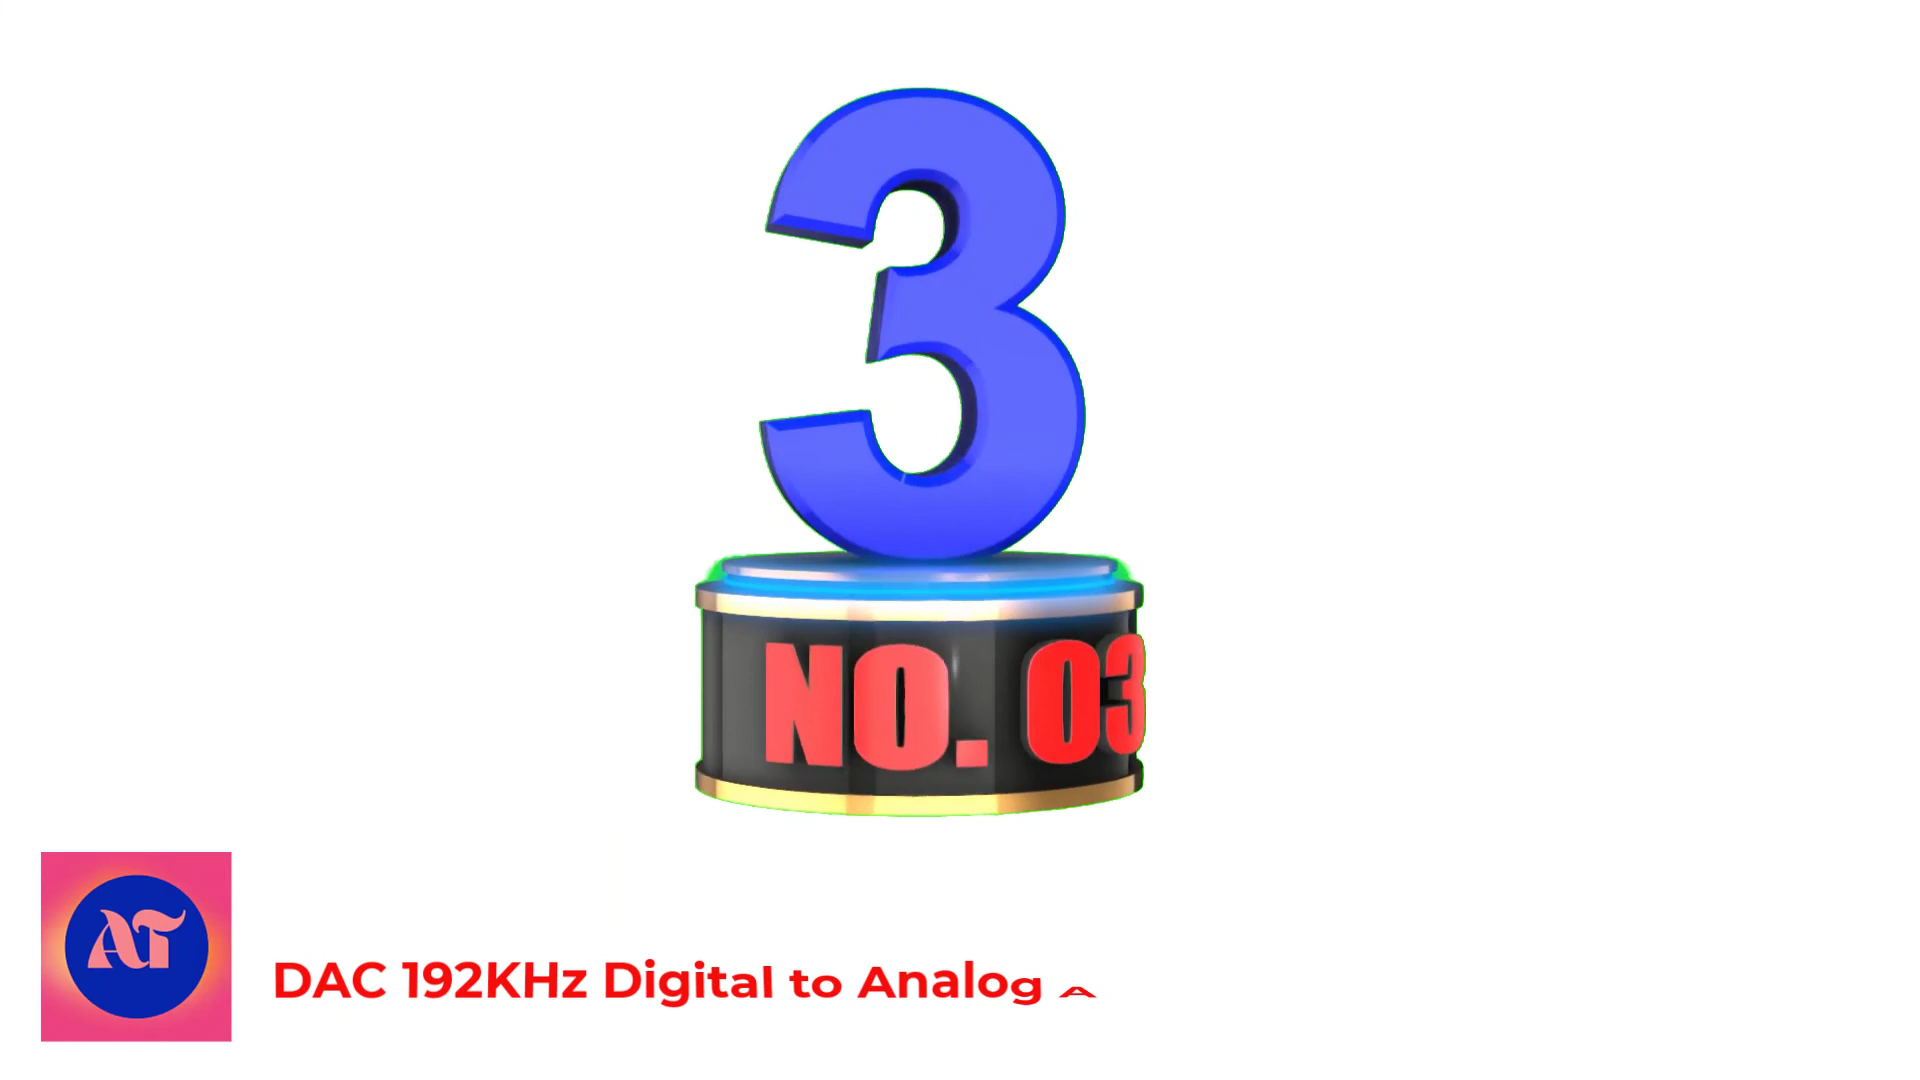 3
NO. 03
AT
DAC 192KHz Digital to Analog A